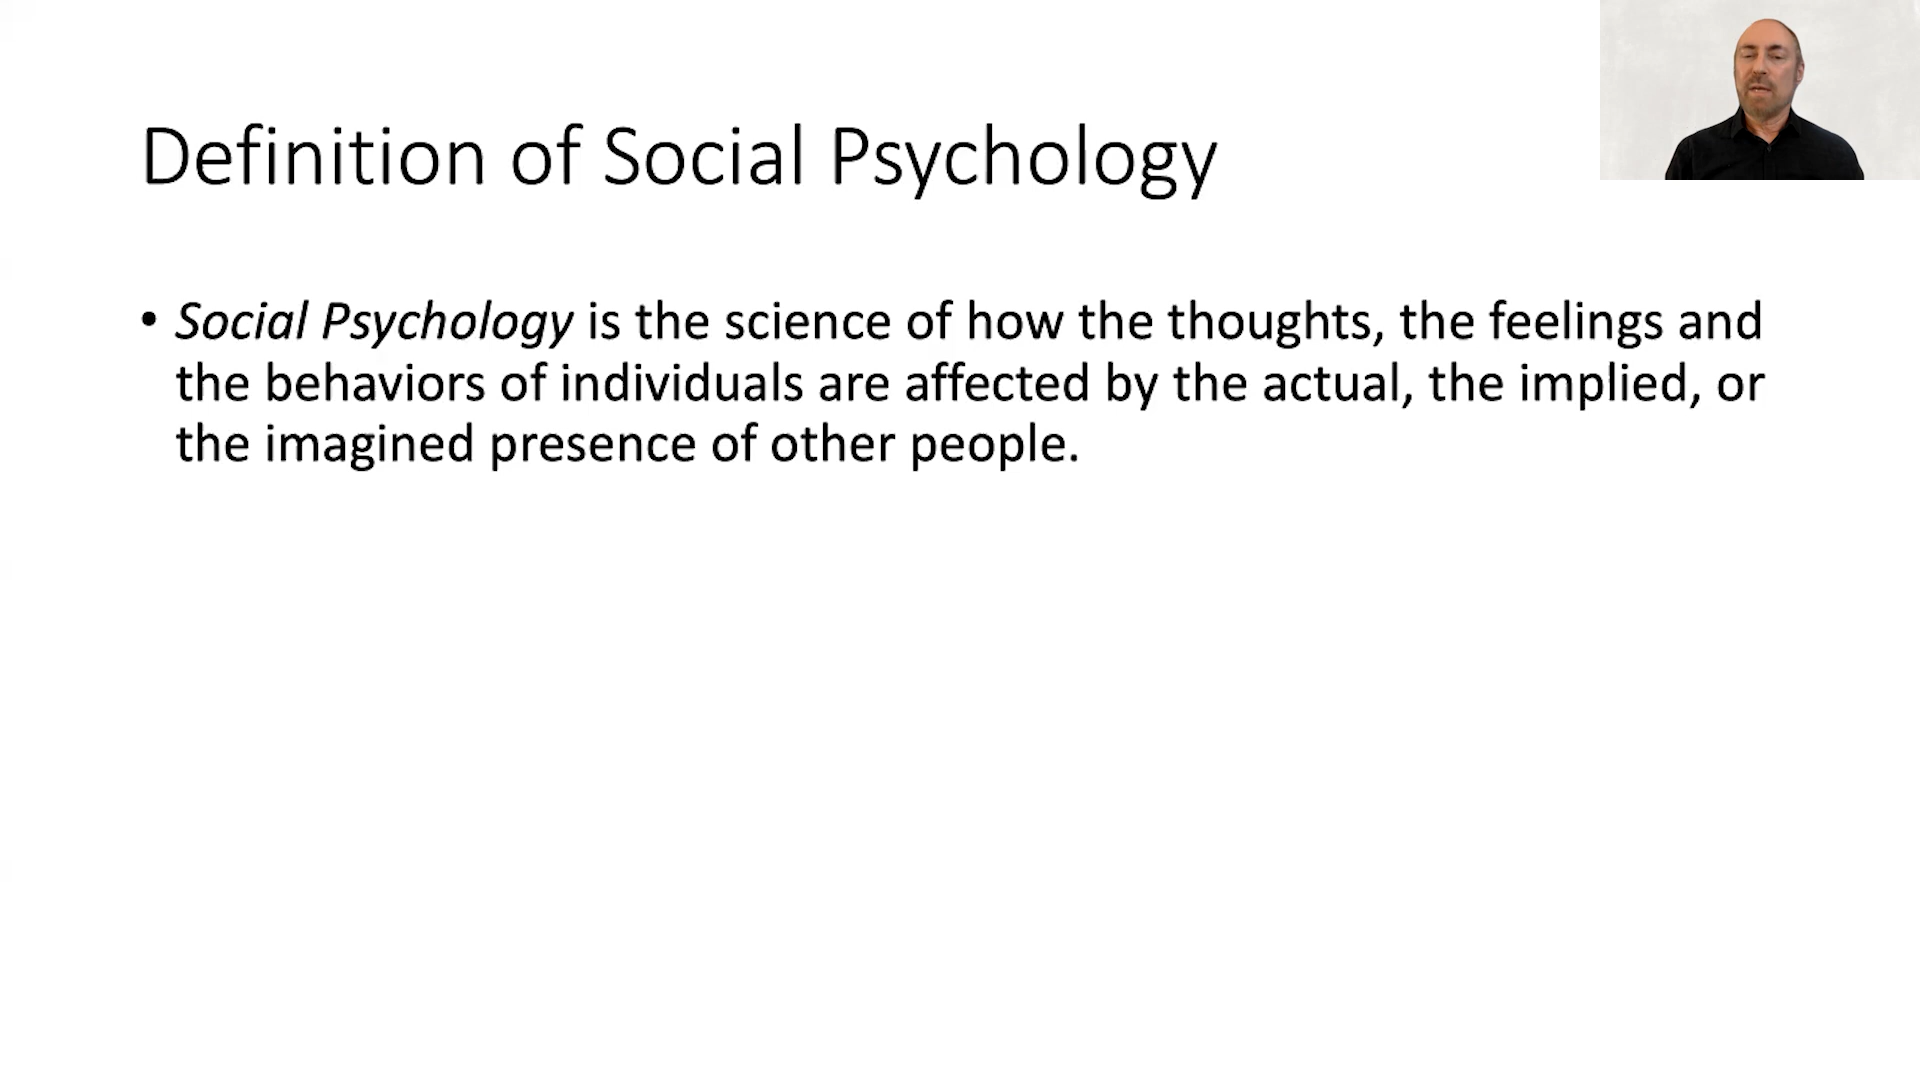 Definition of Social Psychology
• Social Psychology is the science of how the thoughts, the feelings and
the behaviors of individuals are affected by the actual, the implied, or
the imagined presence of other people.